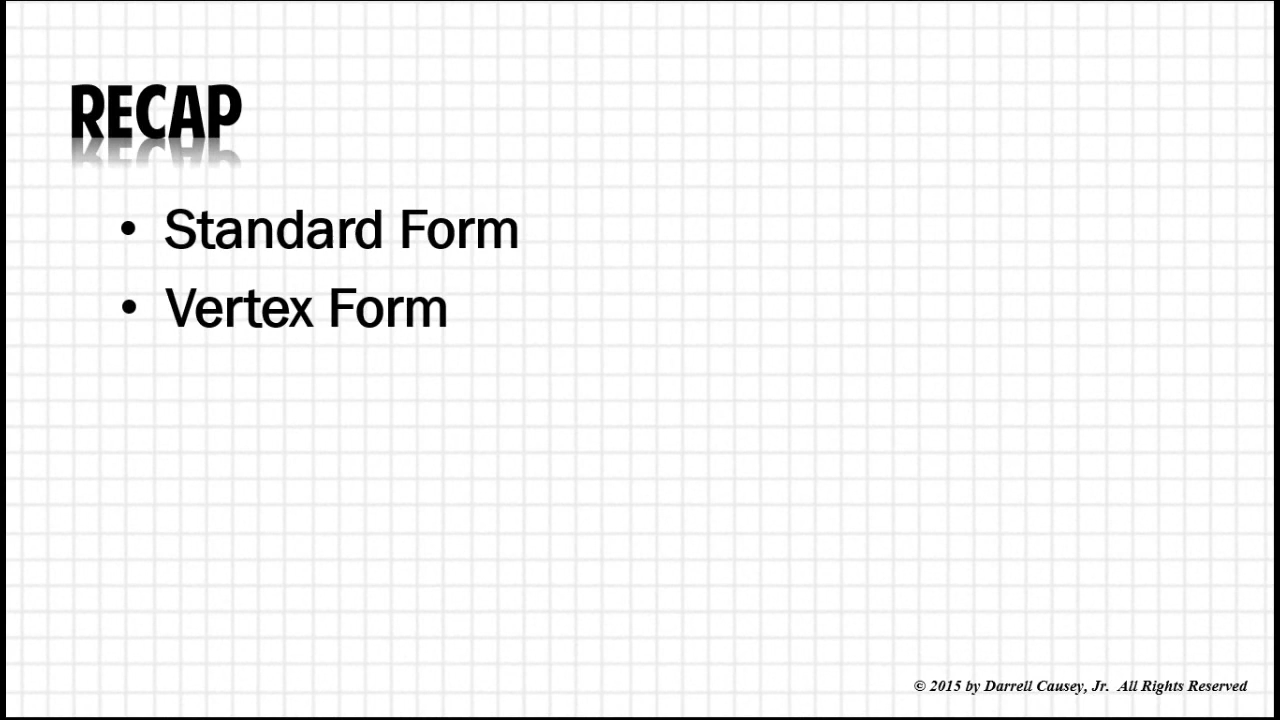 RECAP
• Standard Form
• Vertex Form
© 2015 by Darrell Causey, Jr.  All Rights Reserved